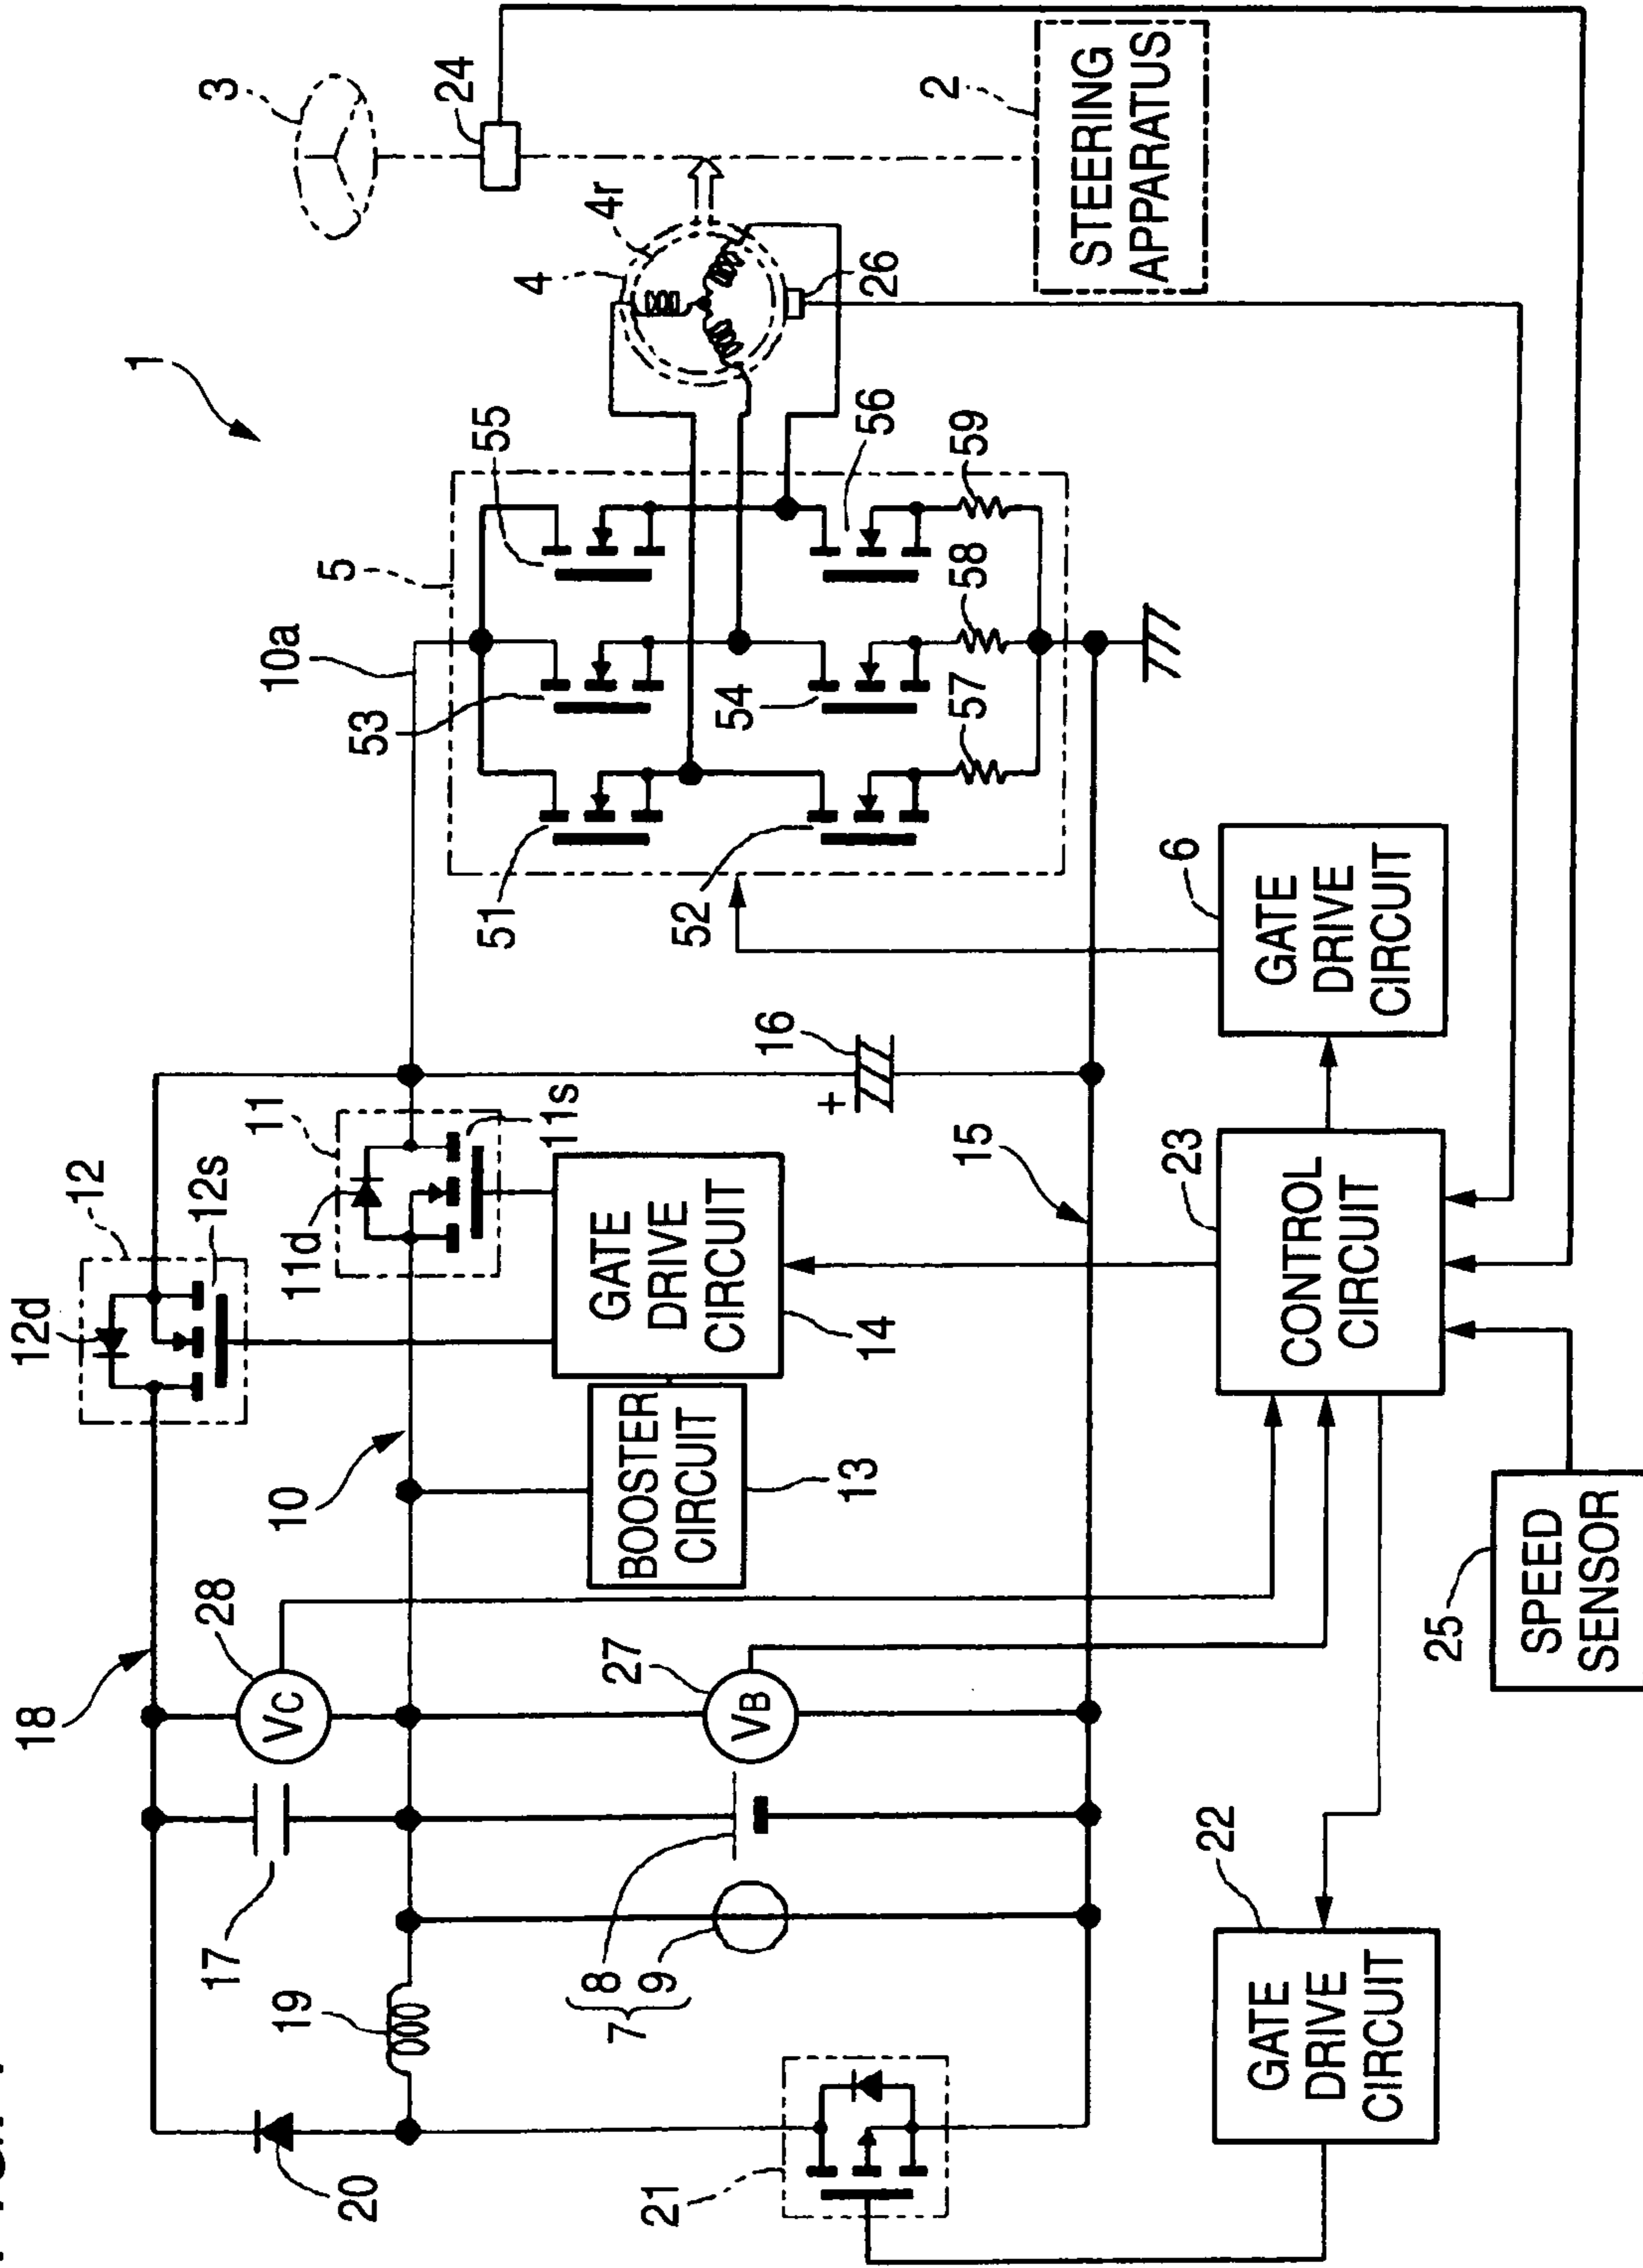 1
2
STEERING
APPARATUS
3
24
4
4r
26
5
55
56
59
58
57
10a
53
54
51
52
6
GATE
DRIVE
CIRCUIT
16
+
15
11
11s
11d
12
12s
12d
GATE
DRIVE
CIRCUIT
14
BOOSTER
CIRCUIT
13
10
18
23
CONTROL
CIRCUIT
25
SPEED
SENSOR
28
VC
27
VB
17
8
9
7
19
20
21
22
GATE
DRIVE
CIRCUIT